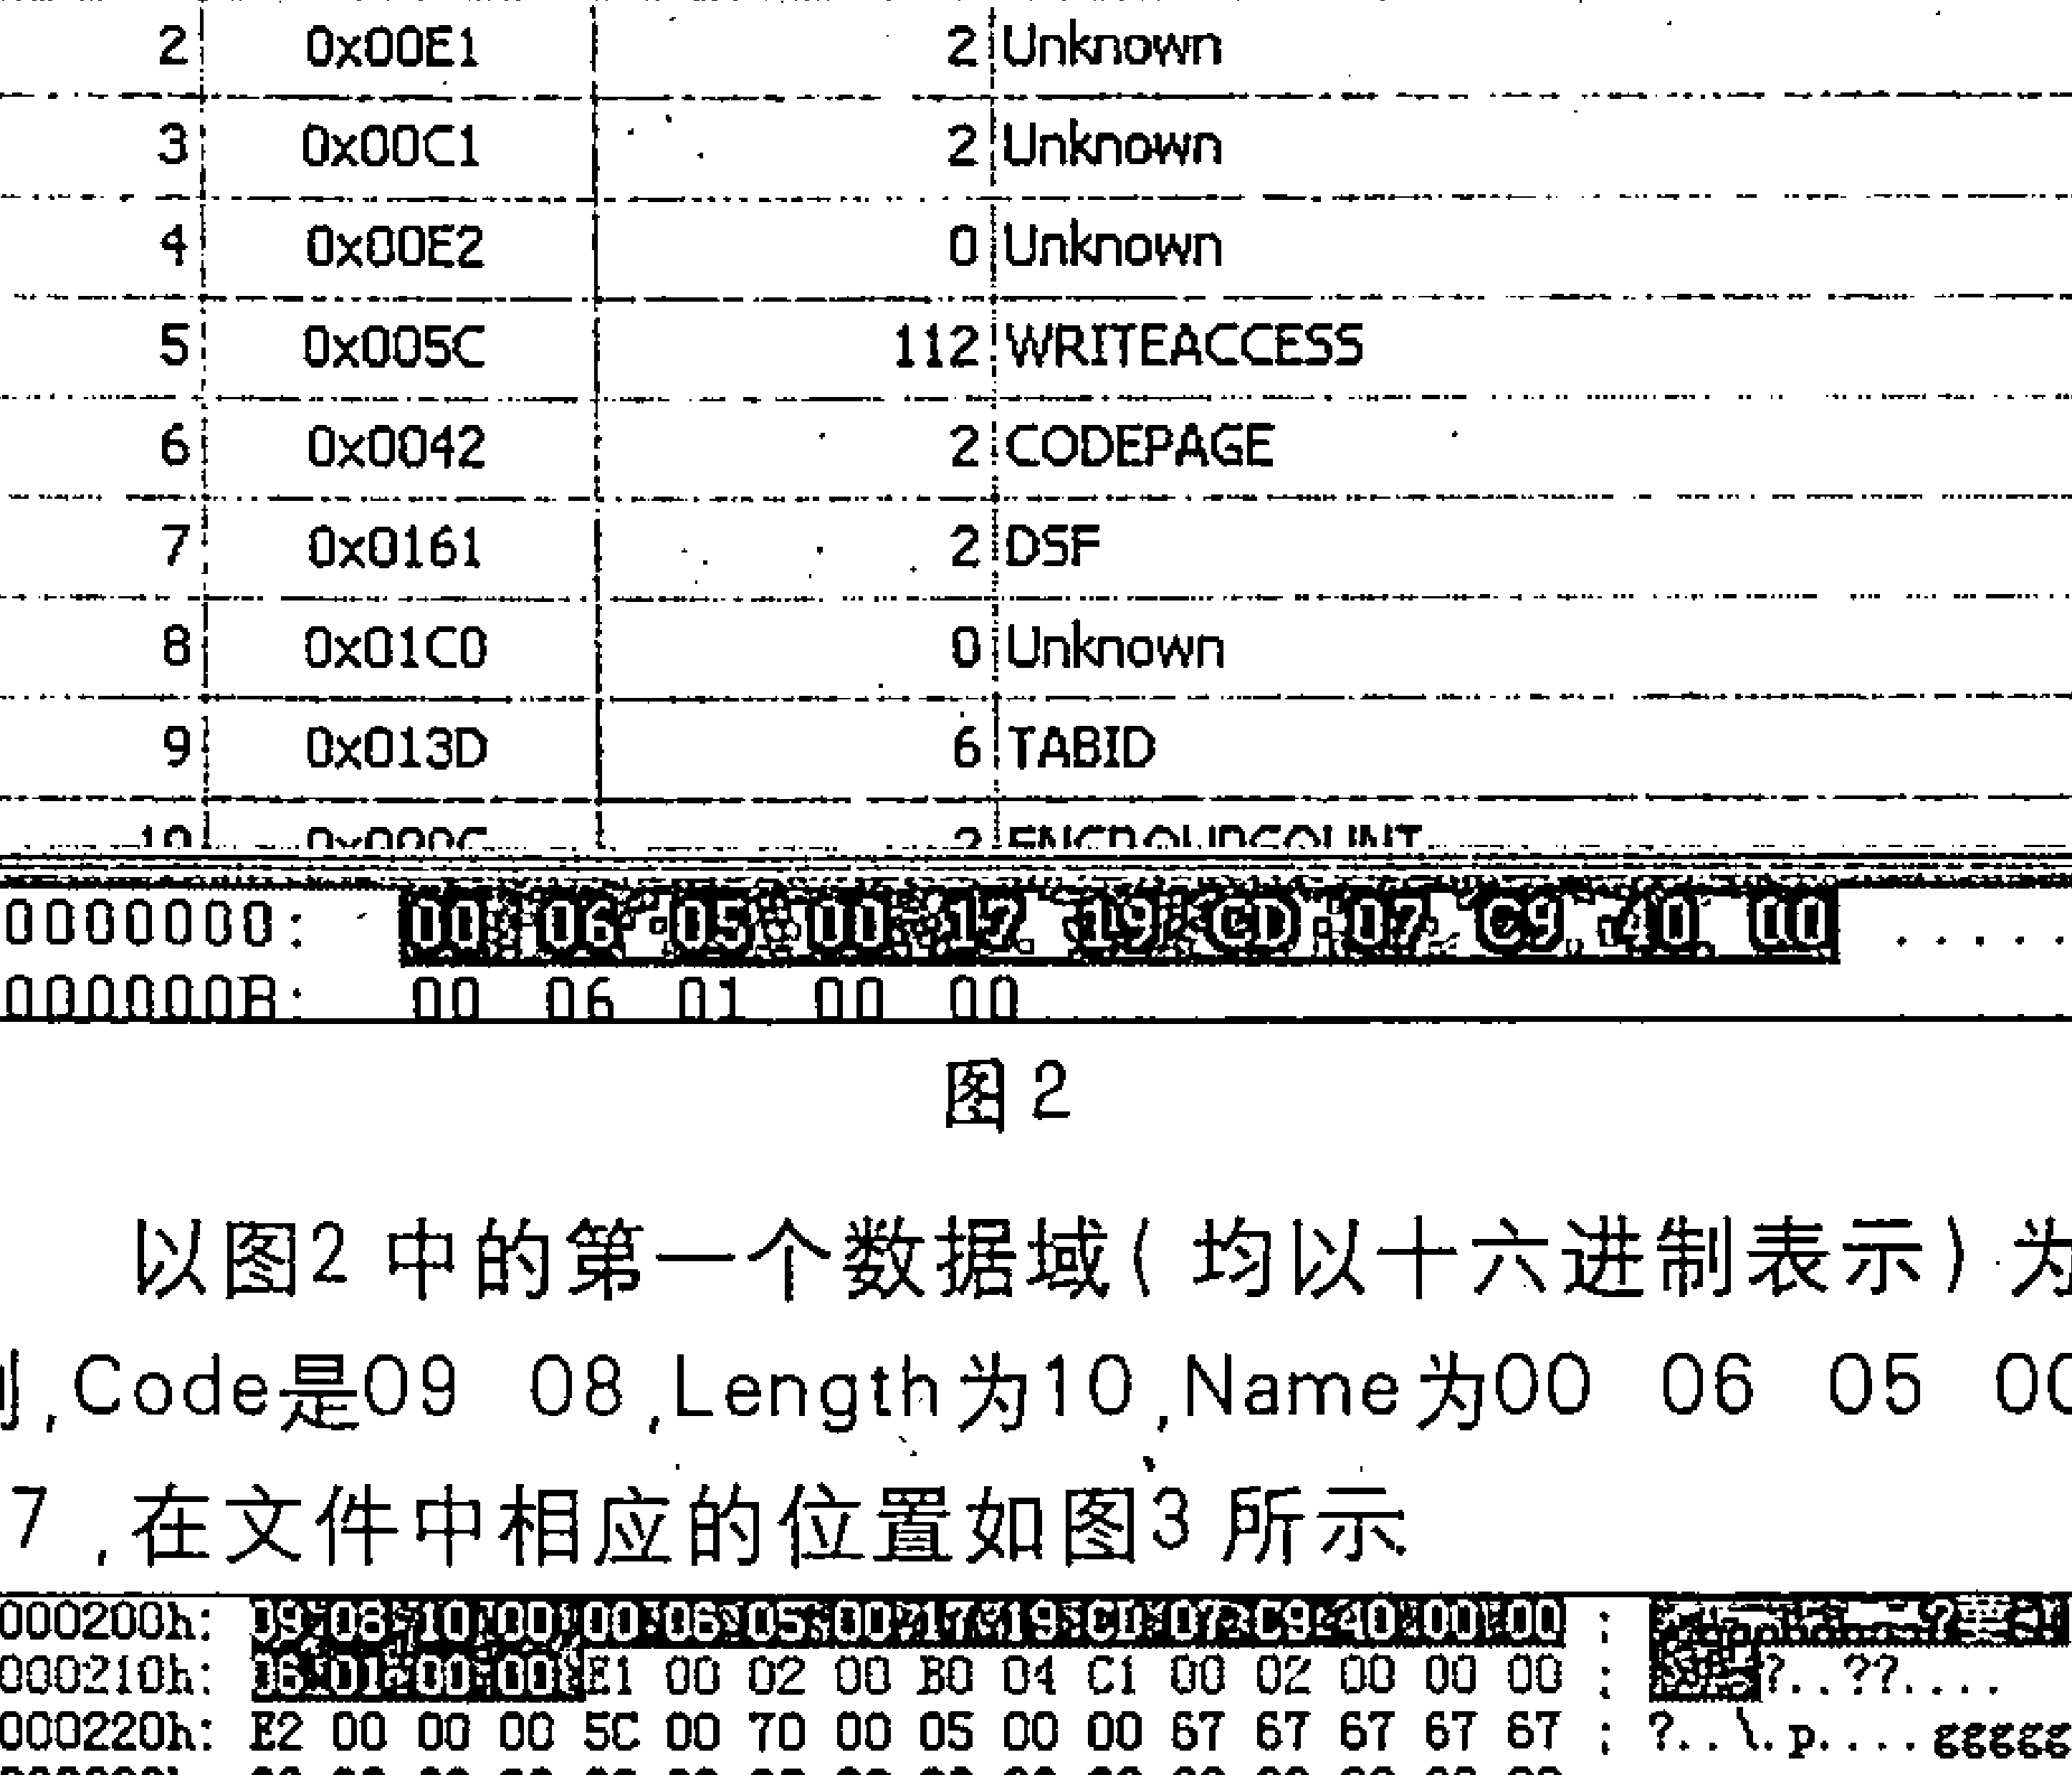 2 0x00E1 2 Unknown
3 0x00C1 2 Unknown
4 0x00E2 0 Unknown
5 0x005C 112 WRITEACCESS
6 0x0042 2 CODEPAGE
7 0x0161 2 DSF
8 0x01C0 0 Unknown
9 0x013D 6 TABID
10 2
0000000: 00 06 05 00 17 19 CD 07 C9 40 00 .....
000000B: 00 06 01 00 00
图2
以图2 中的第一个数据域( 均以十六进制表示) 为
,Code是09 08 ,Length为10 ,Name为00 06 05 00
7 ,在文件中相应的位置如图3 所示
000200h: 09 08 10 00 00 06 05 00 17 19 CD 07 C9 40 00 00 ;
000210h: 06 01 00 00 E1 00 02 00 B0 04 C1 00 02 00 00 00 ; ?..??....
000220h: E2 00 00 00 5C 00 70 00 05 00 00 67 67 67 67 67 ; ?..\.p....ggggg